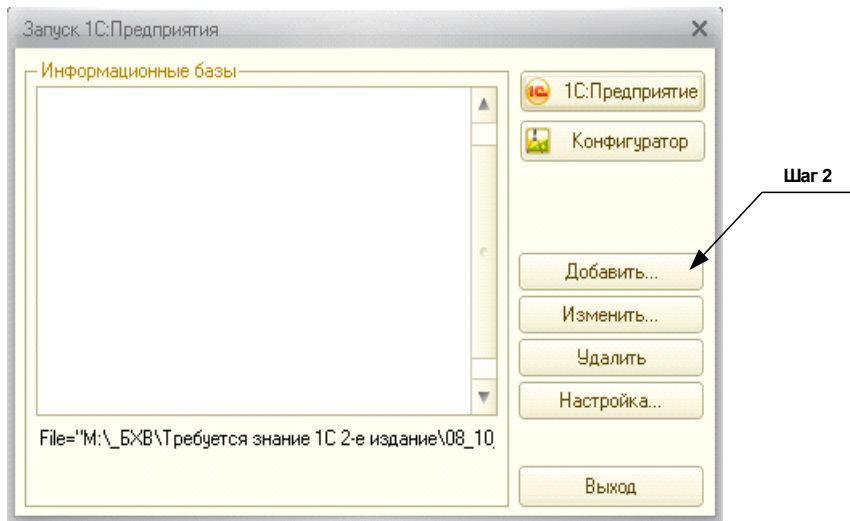 Запуск 1С:Предприятия
Информационные базы
1С:Предприятие
Конфигуратор
Шаг 2
Добавить...
Изменить...
Удалить
Настройка...
File="М:\_БХВ\Требуется знание 1С 2-е издание\08_10_
Выход